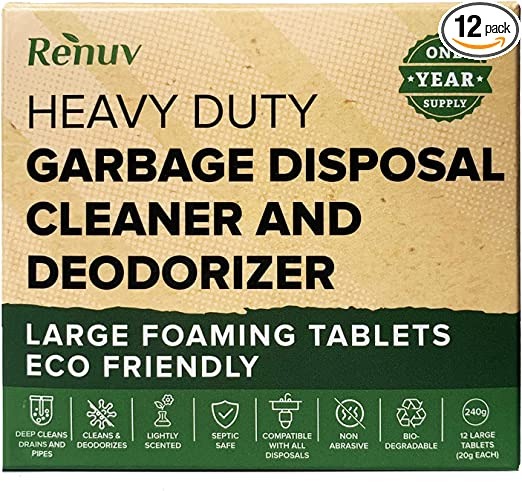 12 pack
Rēnuv
ONE
YEAR
SUPPLY
HEAVY DUTY
GARBAGE DISPOSAL
CLEANER AND
DEODORIZER
LARGE FOAMING TABLETS
ECO FRIENDLY
DEEP CLEANS
DRAINS AND
PIPES
CLEANS &
DEODORIZES
LIGHTLY
SCENTED
SEPTIC
SAFE
COMPATIBLE
WITH ALL
DISPOSALS
NON
ABRASIVE
BIO-
DEGRADABLE
240g
12 LARGE
TABLETS
(20g EACH)